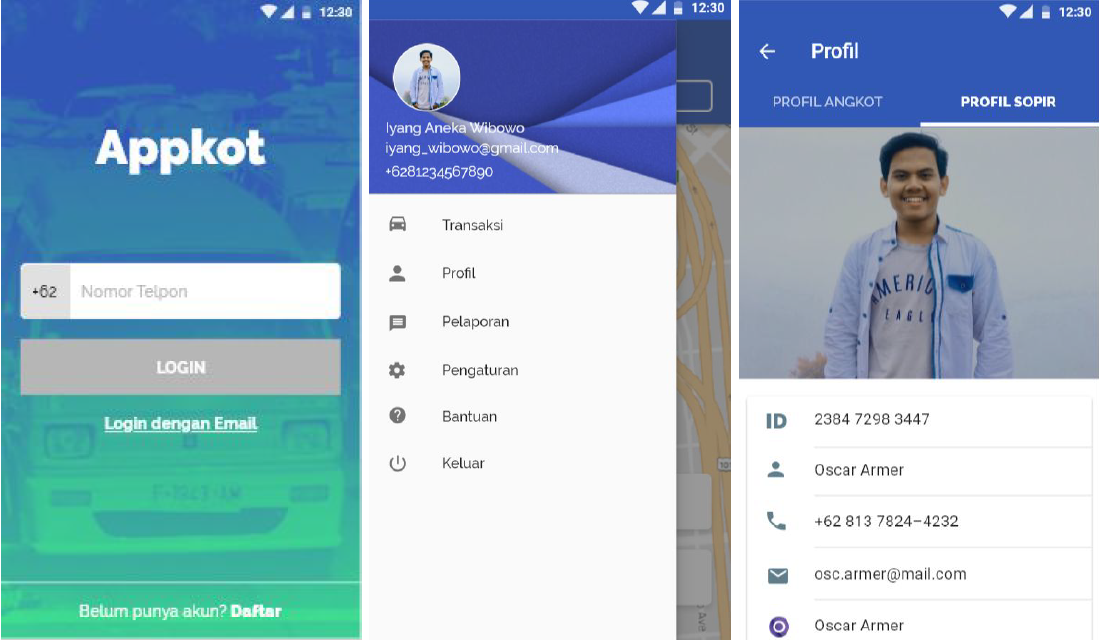 12:30
Appkot
+62
Nomor Telpon
LOGIN
Login dengan Email
Belum punya akun? Daftar
12:30
Iyang Aneka Wibowo
iyang_wibowo@gmail.com
+6281234567890
Transaksi
Profil
Pelaporan
Pengaturan
Bantuan
Keluar
12:30
Profil
PROFIL ANGKOT
PROFIL SOPIR
AMERIC
EAGL
ID
2384 7298 3447
Oscar Armer
+62 813 7824-4232
osc.armer@mail.com
Oscar Armer